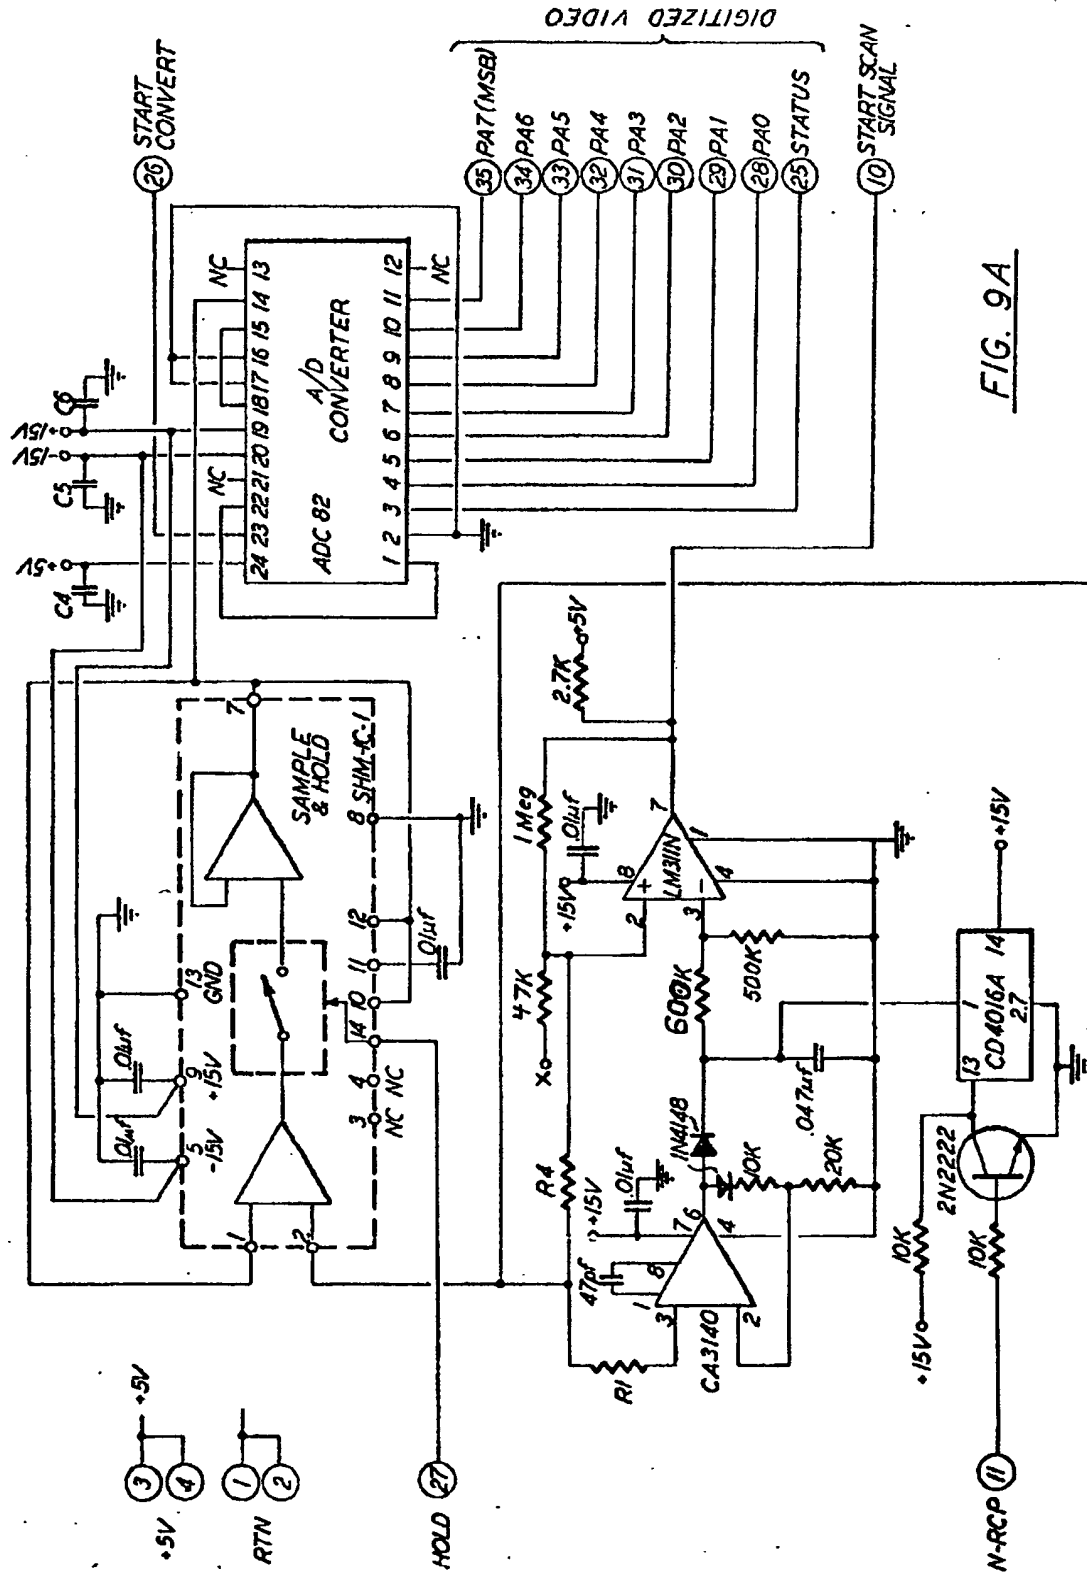 +5V
3
+5V
4
RTN
1
2
HOLD
27
1
2
5
-15V
9
+15V
13
GND
.01µf
.01µf
3
NC
4
NC
14
10
11
12
.01µf
8
SHM-IC-1
SAMPLE
& HOLD
7
C4
+5V
C5
-15V
+15V
C6
NC
NC
26
START
CONVERT
24 23 22 21 20 19 18 17 16 15 14 13
ADC 82
A/D
CONVERTER
1 2 3 4 5 6 7 8 9 10 11 12
NC
35 PA7(MSB)
34 PA6
33 PA5
32 PA4
31 PA3
30 PA2
29 PA1
28 PA0
25 STATUS
DIGITIZED VIDEO
10
START SCAN
SIGNAL
R1
R4
X
47K
1 Meg
2.7K
+5V
47pf
1
8
3
2
CA3140
7
6
4
+15V
.01µf
1N4148
10K
20K
600K
500K
.047µf
+15V
.01µf
2
+
3
-
8
LM311N
7
1
4
N-RCP
11
10K
+15V
10K
2N2222
13
1
CD4016A
2.7
14
+15V
FIG. 9A